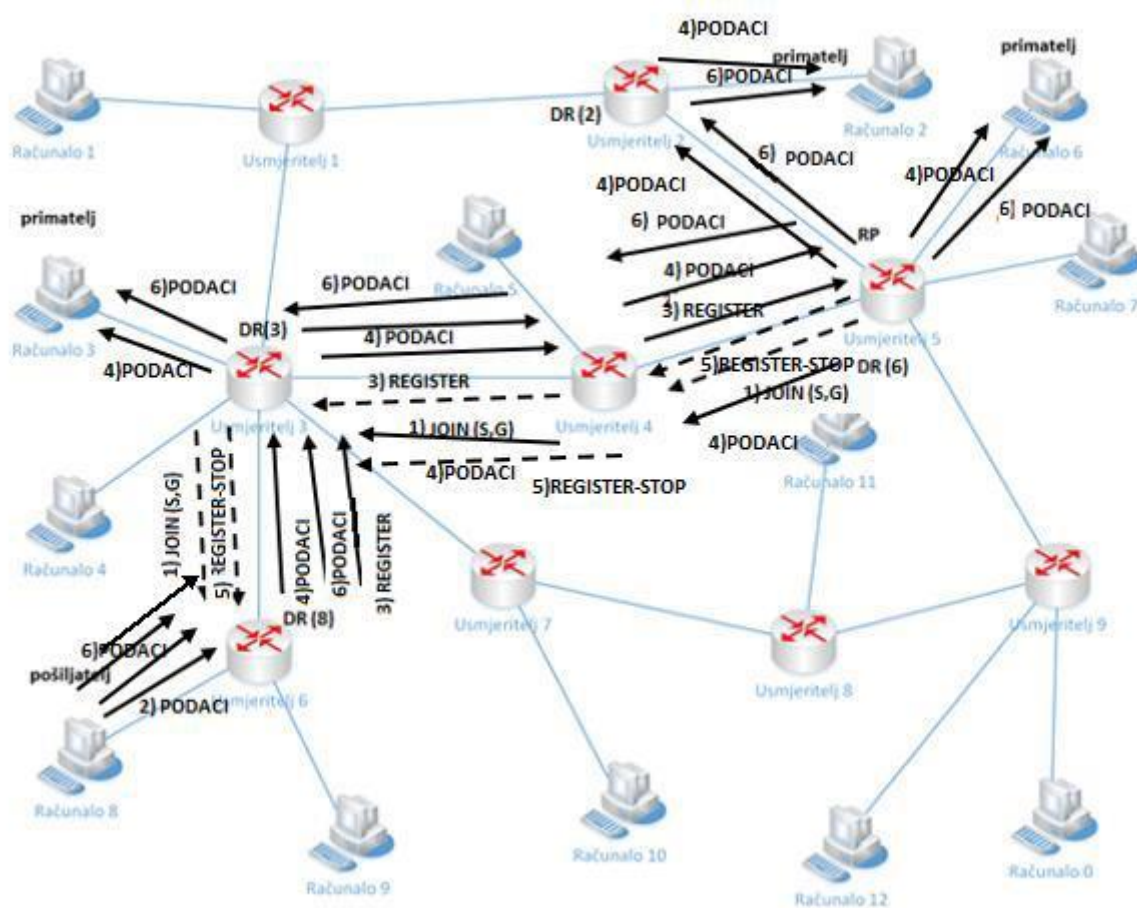 4)PODACI
primatelj
6)PODACI
primatelj
DR (2)
Računalo 1
Usmjeritelj 1
Usmjeritelj 2
Računalo 2
Računalo 6
6) PODACI
4)PODACI
4)PODACI
6) PODACI
primatelj
6) PODACI
RP
6)PODACI
6)PODACI
Računalo 5
4) PODACI
3) REGISTER
Računalo 7
DR(3)
4) PODACI
Usmjeritelj 5
Računalo 3
4)PODACI
5)REGISTER-STOP
DR (6)
3) REGISTER
1) JOIN (S,G)
Usmjeritelj 3
1) JOIN (S,G)
Usmjeritelj 4
4)PODACI
4)PODACI
5)REGISTER-STOP
Računalo 11
1) JOIN (S,G)
5) REGISTER-STOP
4)PODACI
6)PODACI
3) REGISTER
Računalo 4
DR (8)
Usmjeritelj 7
Usmjeritelj 9
6)PODACI
pošiljatelj
Usmjeritelj 6
Usmjeritelj 8
2) PODACI
Računalo 8
Računalo 9
Računalo 10
Računalo 12
Računalo 0